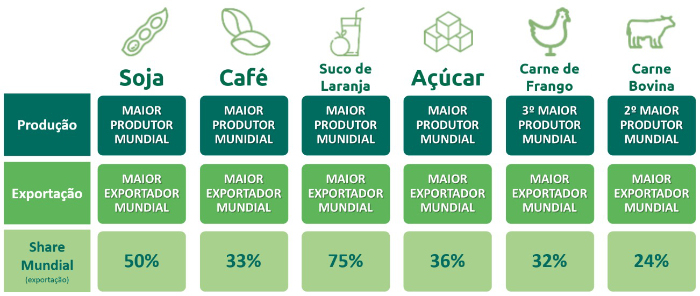 Soja
Café
Suco de
Laranja
Açúcar
Carne de
Frango
Carne
Bovina
Produção
MAIOR
PRODUTOR
MUNDIAL
MAIOR
PRODUTOR
MUNIDIAL
MAIOR
PRODUTOR
MUNDIAL
MAIOR
PRODUTOR
MUNDIAL
3º MAIOR
PRODUTOR
MUNDIAL
2º MAIOR
PRODUTOR
MUNDIAL
Exportação
MAIOR
EXPORTADOR
MUNDIAL
MAIOR
EXPORTADOR
MUNDIAL
MAIOR
EXPORTADOR
MUNDIAL
MAIOR
EXPORTADOR
MUNDIAL
MAIOR
EXPORTADOR
MUNDIAL
MAIOR
EXPORTADOR
MUNDIAL
Share
Mundial
(exportação)
50%
33%
75%
36%
32%
24%